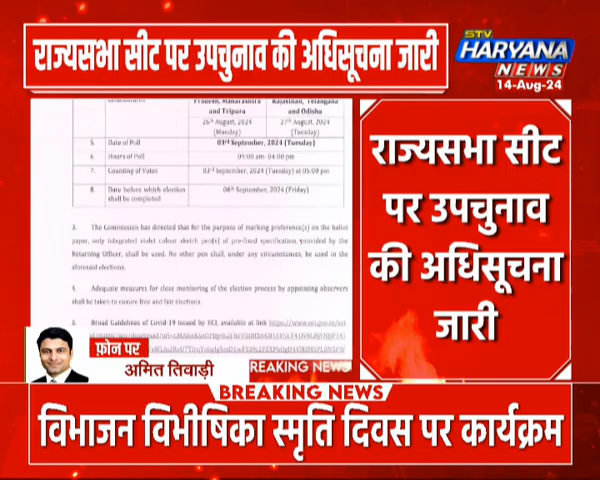 राज्यसभा सीट पर उपचुनाव की अधिसूचना जारी
STV
HARYANA
NEWS
14-Aug-24
Pradesh, Maharashtra and Tripura
Rajasthan, Telangana and Odisha
26th August, 2024 (Monday)
27th August, 2024 (Tuesday)
5. Date of Poll 03rd September, 2024 (Tuesday)
6. Hours of Poll 09:00 am- 04:00 pm
7. Counting of Votes 03rd September, 2024 (Tuesday) at 05:00 pm
8. Date before which election shall be completed 06th September, 2024 (Friday)
3. The Commission has directed that for the purpose of marking preference(s) on the ballot
paper, only integrated violet colour sketch pen(s) of pre-fixed specification, provided by the
Returning Officer, shall be used. No other pen shall, under any circumstances, be used in the
aforesaid elections.
4. Adequate measures for close monitoring of the election process by appointing observers
shall be taken to ensure free and fair elections.
5. Broad Guidelines of Covid-19 issued by ECI, available at link
राज्यसभा सीट
पर उपचुनाव
की अधिसूचना
जारी
फ़ोन पर
अमित तिवाड़ी
REAKING NEWS
BREAKING NEWS
विभाजन विभीषिका स्मृति दिवस पर कार्यक्रम